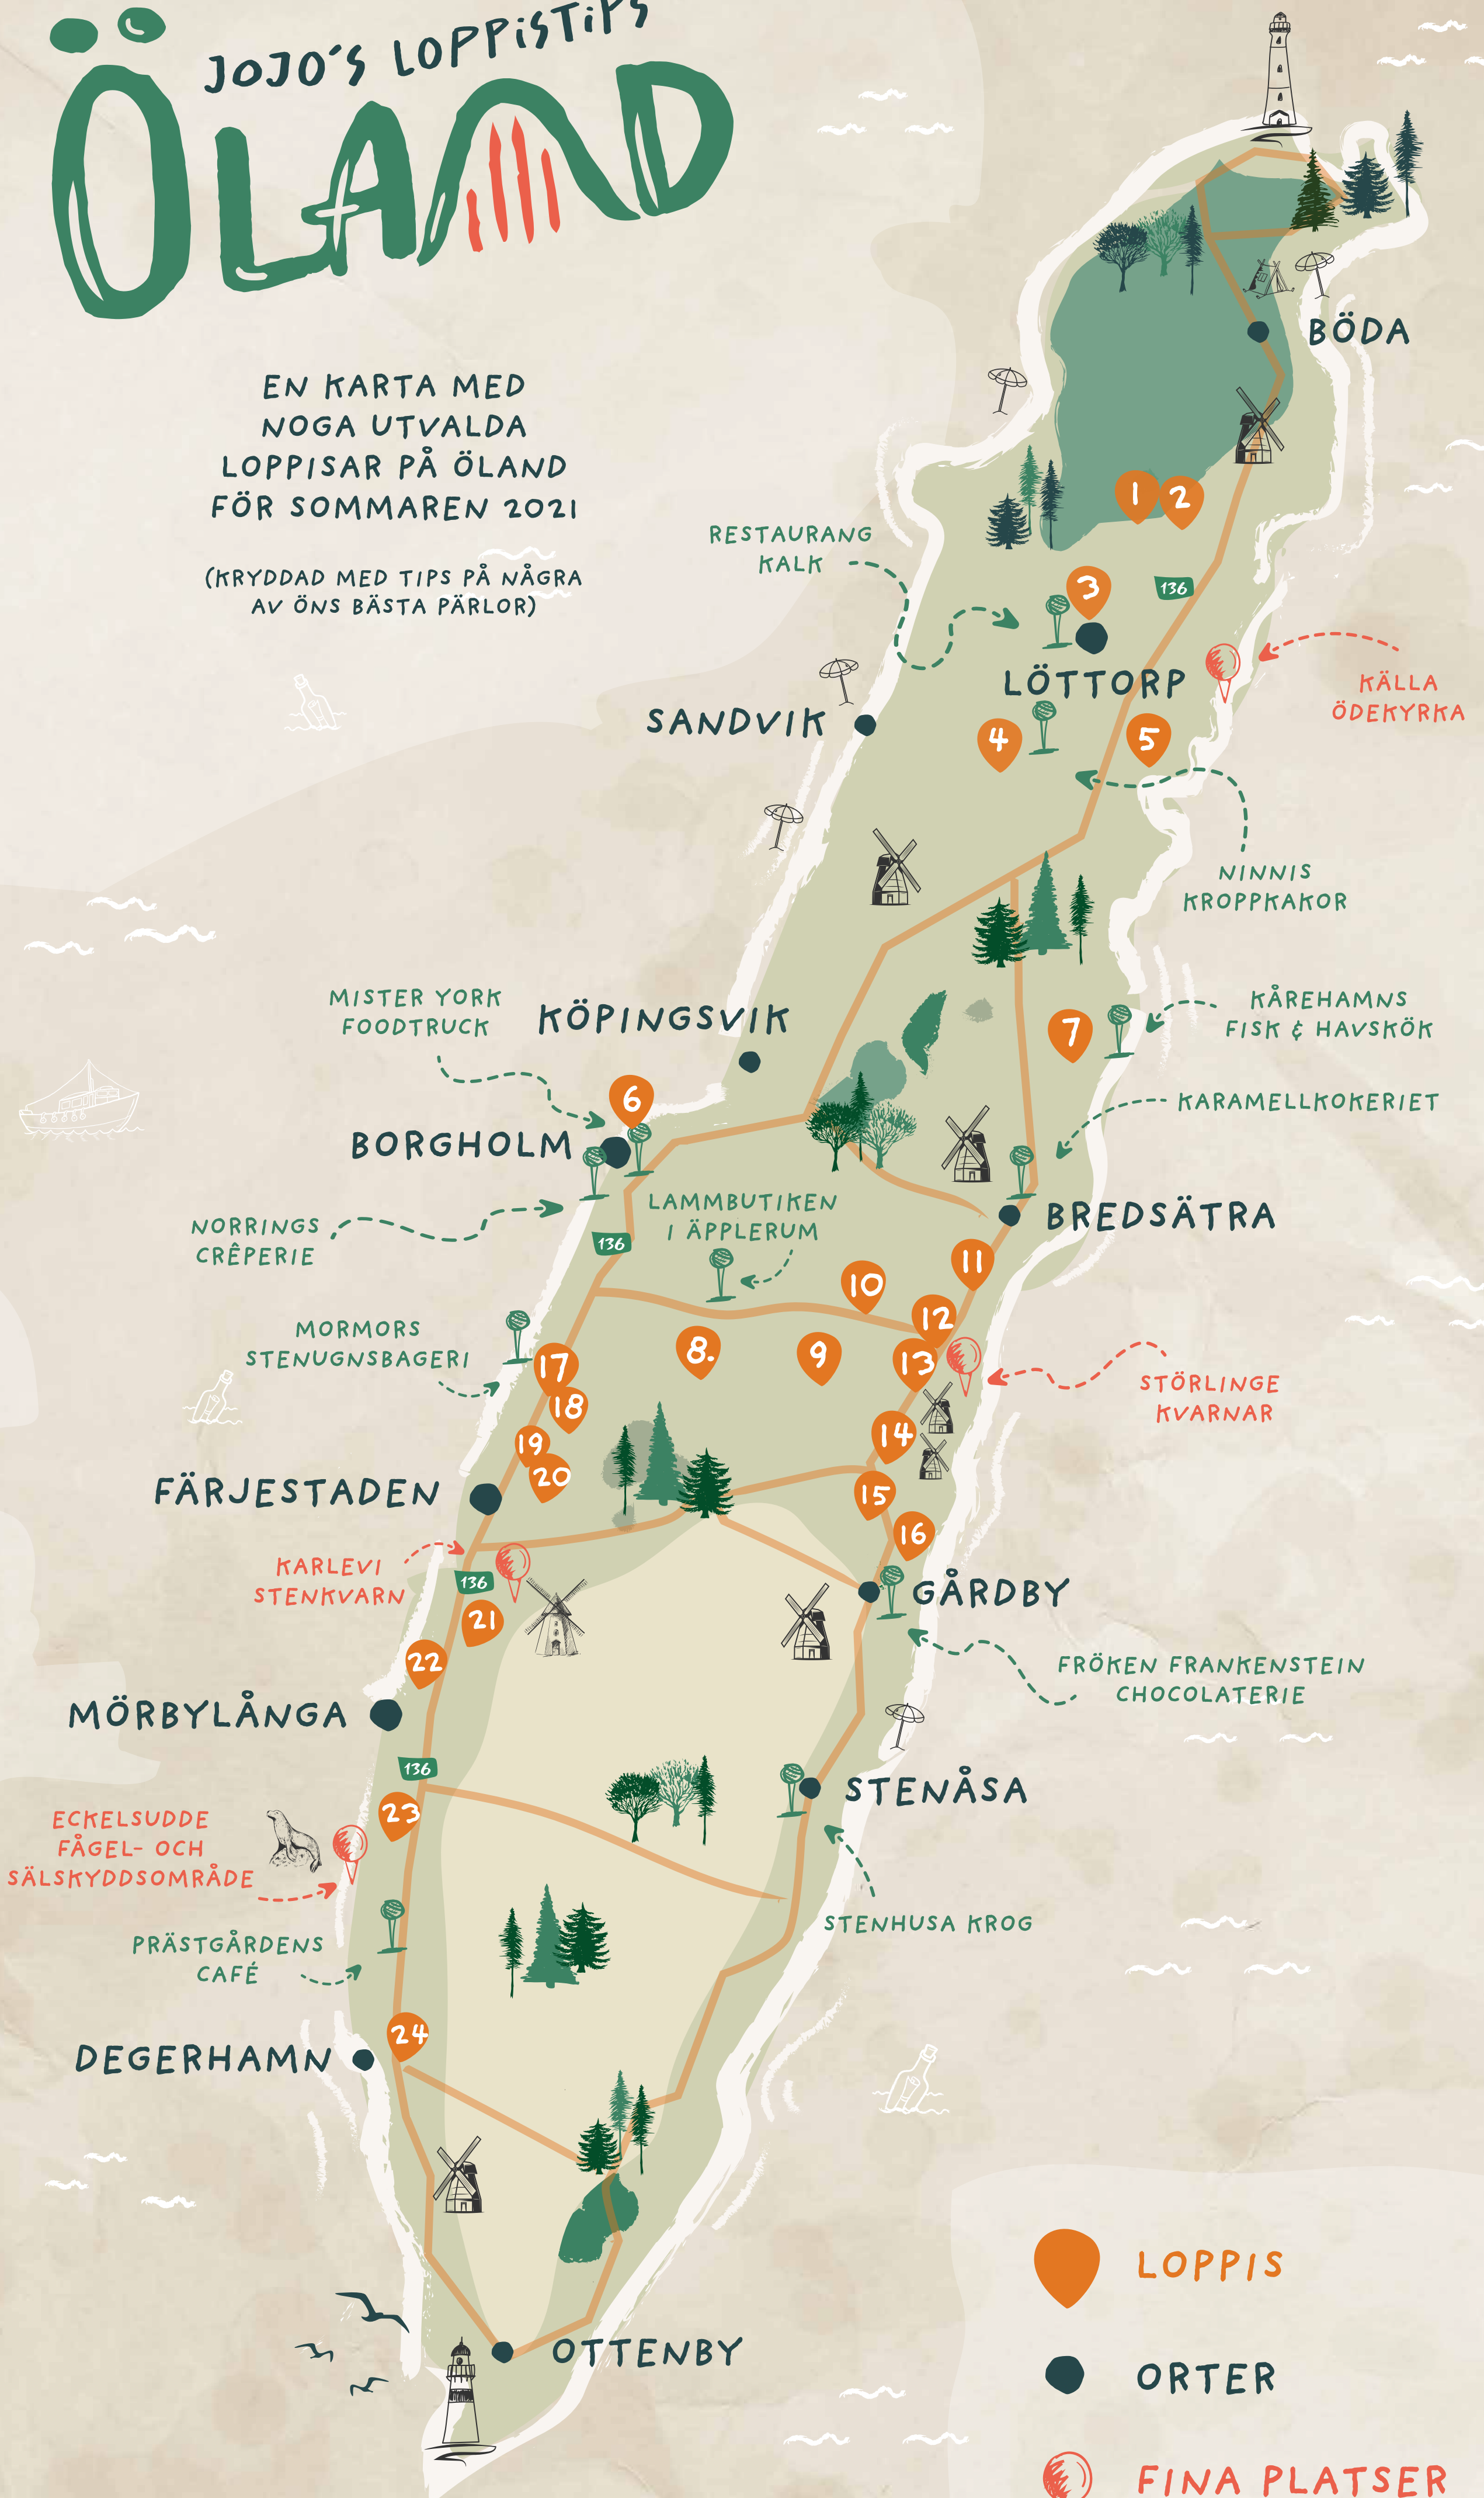 JOJO'S LOPPISTIPS
ÖLAND
EN KARTA MED
NOGA UTVALDA
LOPPISAR PÅ ÖLAND
FÖR SOMMAREN 2021
(KRYDDAD MED TIPS PÅ NÅGRA
AV ÖNS BÄSTA PÄRLOR)
BÖDA
1
2
RESTAURANG
KALK
3
136
LÖTTORP
KÄLLA
ÖDEKYRKA
SANDVIK
4
5
NINNIS
KROPPKAKOR
MISTER YORK
FOODTRUCK
KÖPINGSVIK
7
KÅREHAMNS
FISK & HAVSKÖK
6
KARAMELLKOKERIET
BORGHOLM
LAMMBUTIKEN
I ÄPPLERUM
BREDSÄTRA
NORRINGS
CRÊPERIE
136
11
10
12
MORMORS
STENUGNSBAGERI
17
8.
9
13
STÖRLINGE
KVARNAR
18
19
14
20
FÄRJESTADEN
15
16
KARLEVI
STENKVARN
136
GÅRDBY
21
22
FRÖKEN FRANKENSTEIN
CHOCOLATERIE
MÖRBYLÅNGA
136
STENÅSA
23
ECKELSUDDE
FÅGEL- OCH
SÄLSKYDDSOMRÅDE
STENHUSA KROG
PRÄSTGÅRDENS
CAFÉ
24
DEGERHAMN
OTTENBY
LOPPIS
ORTER
FINA PLATSER